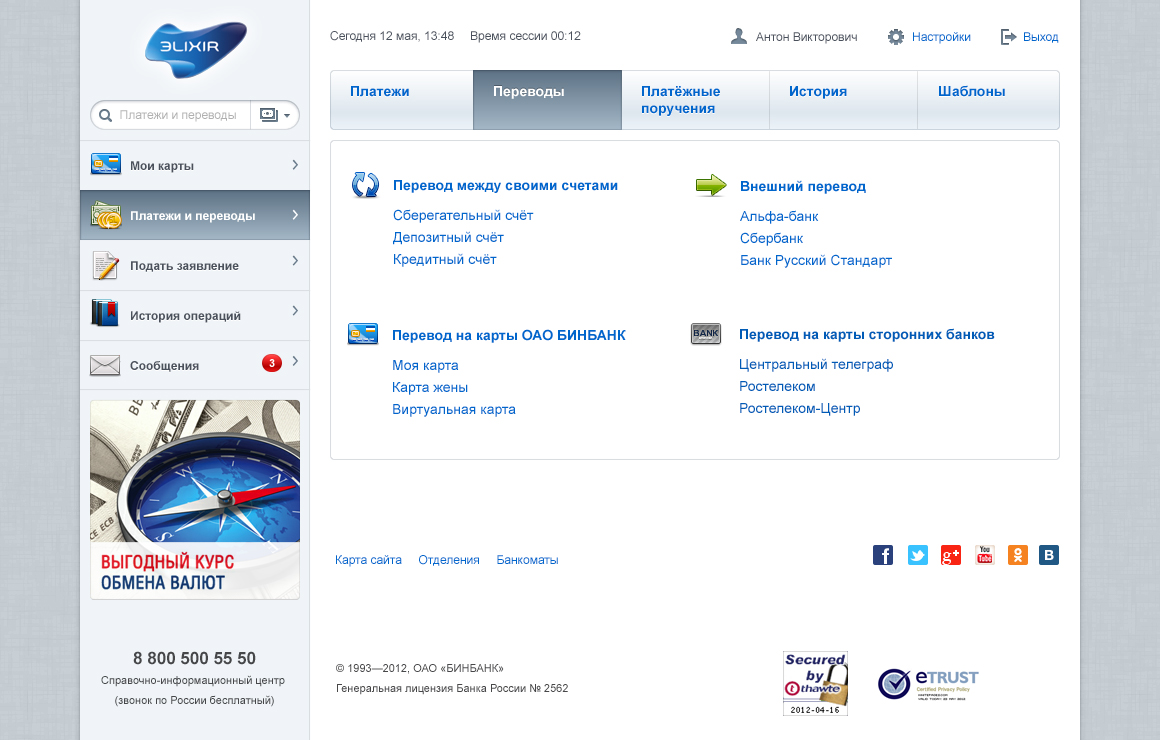 ЭLIXIR
Сегодня 12 мая, 13:48 Время сессии 00:12
Антон Викторович
Настройки
Выход
Платежи и переводы
Платежи
Переводы
Платёжные
поручения
История
Шаблоны
Мои карты
Платежи и переводы
Подать заявление
История операций
Сообщения
3
Перевод между своими счетами
Сберегательный счёт
Депозитный счёт
Кредитный счёт
Внешний перевод
Альфа-банк
Сбербанк
Банк Русский Стандарт
Перевод на карты ОАО БИНБАНК
Моя карта
Карта жены
Виртуальная карта
BANK
Перевод на карты сторонних банков
Центральный телеграф
Ростелеком
Ростелеком-Центр
N
E
S
W
ВЫГОДНЫЙ КУРС
ОБМЕНА ВАЛЮТ
Карта сайта Отделения Банкоматы
f
g+
You
Tube
B
8 800 500 55 50
Справочно-информационный центр
(звонок по России бесплатный)
© 1993—2012, ОАО «БИНБАНК»
Генеральная лицензия Банка России № 2562
Secured
by
thawte
2012-04-16
eTRUST
Certified Privacy Policy